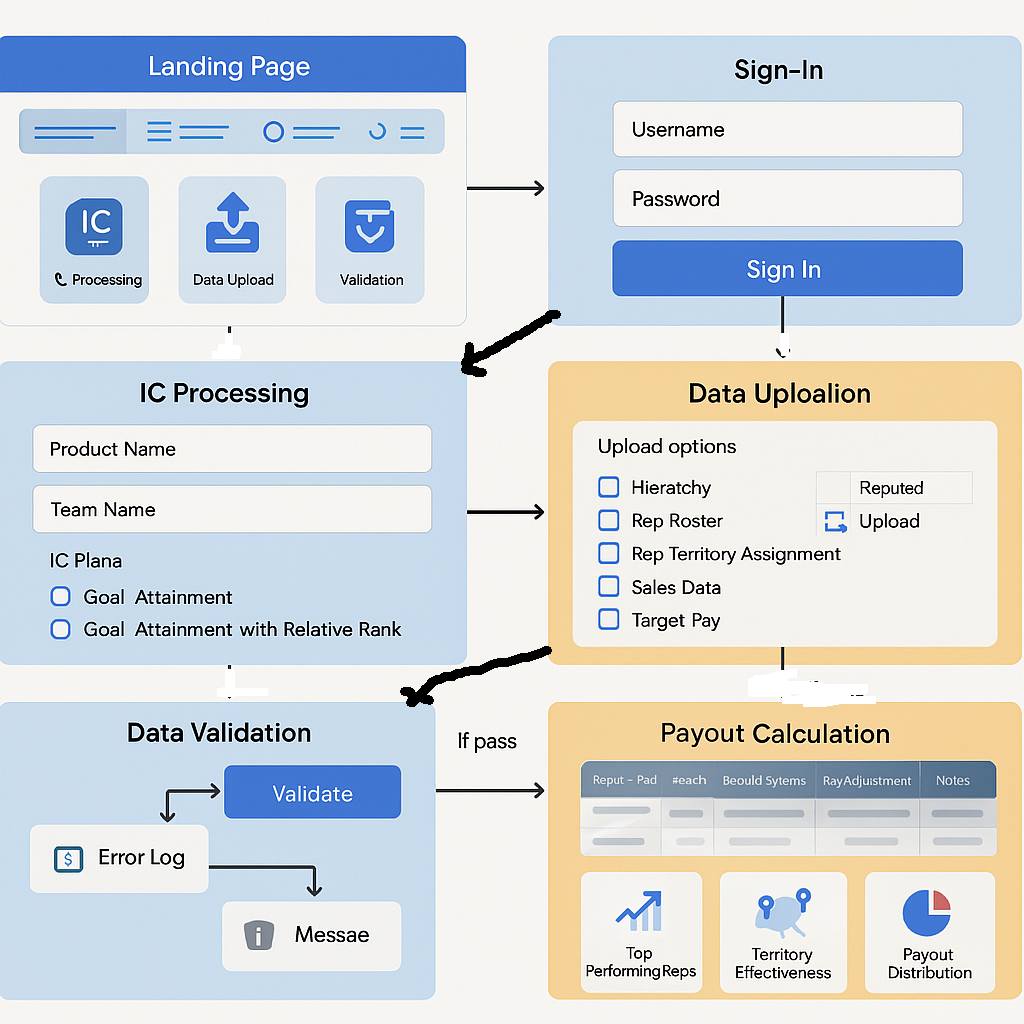 Landing Page
IC
Processing
Data Upload
Validation
Sign-In
Username
Password
Sign In
IC Processing
Product Name
Team Name
IC Plana
Goal Attainment
Goal Attainment with Relative Rank
Data Uploalion
Upload options
Hieratchy
Rep Roster
Rep Territory Assignment
Sales Data
Target Pay
Reputed
Upload
Data Validation
Validate
$ Error Log
i Messae
If pass
Payout Calculation
Reput - Pad #each Beould Sytems RayAdjuistment Notes
Top
Performing Reps
Territory
Effectiveness
Payout
Distribution